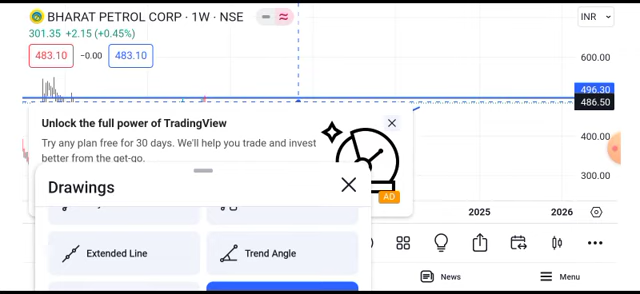 BHARAT PETROL CORP · 1W · NSE
INR
301.35 +2.15 (+0.45%)
483.10 −0.00 483.10
600.00
496.30
486.50
Unlock the full power of TradingView
Try any plan free for 30 days. We'll help you trade and invest
better from the get-go.
400.00
300.00
AD
Drawings
2025 2026
Extended Line Trend Angle
News Menu